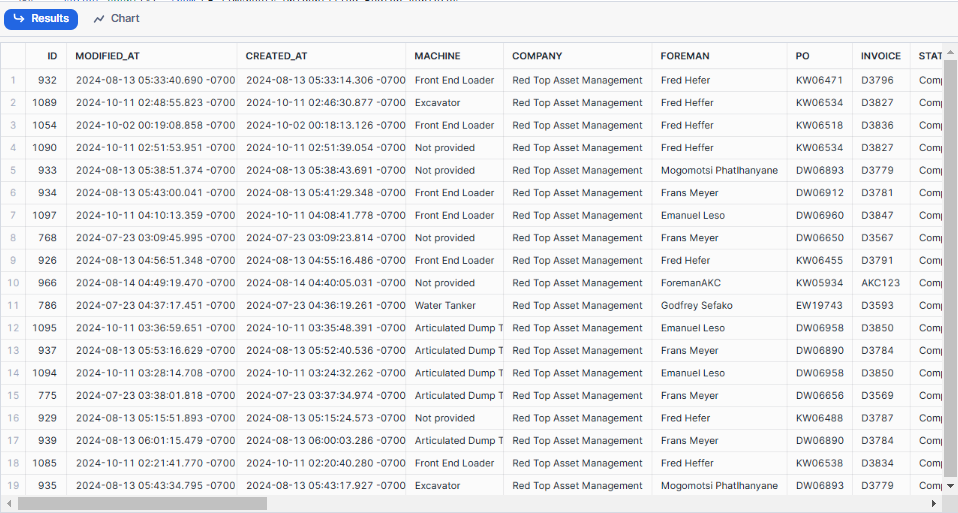 Results Chart
ID MODIFIED_AT CREATED_AT MACHINE COMPANY FOREMAN PO INVOICE STAT
1 932 2024-08-13 05:33:40.690 -0700 2024-08-13 05:33:14.306 -0700 Front End Loader Red Top Asset Management Fred Hefer KW06471 D3796 Comp
2 1089 2024-10-11 02:48:55.823 -0700 2024-10-11 02:46:30.877 -0700 Excavator Red Top Asset Management Fred Heffer KW06534 D3827 Comp
3 1054 2024-10-02 00:19:08.858 -0700 2024-10-02 00:18:13.126 -0700 Front End Loader Red Top Asset Management Fred Heffer KW06518 D3836 Comp
4 1090 2024-10-11 02:51:53.951 -0700 2024-10-11 02:51:39.054 -0700 Not provided Red Top Asset Management Fred Heffer KW06534 D3827 Comp
5 933 2024-08-13 05:38:51.374 -0700 2024-08-13 05:38:43.691 -0700 Not provided Red Top Asset Management Mogomotsi Phatlhanyane DW06893 D3779 Comp
6 934 2024-08-13 05:43:00.041 -0700 2024-08-13 05:41:29.348 -0700 Front End Loader Red Top Asset Management Frans Meyer DW06912 D3781 Comp
7 1097 2024-10-11 04:10:13.359 -0700 2024-10-11 04:08:41.778 -0700 Front End Loader Red Top Asset Management Emanuel Leso DW06960 D3847 Comp
8 768 2024-07-23 03:09:45.995 -0700 2024-07-23 03:09:23.814 -0700 Not provided Red Top Asset Management Frans Meyer DW06650 D3567 Comp
9 926 2024-08-13 04:56:51.348 -0700 2024-08-13 04:55:16.486 -0700 Front End Loader Red Top Asset Management Fred Hefer KW06455 D3791 Comp
10 966 2024-08-14 04:49:19.470 -0700 2024-08-14 04:40:05.031 -0700 Not provided Red Top Asset Management ForemanAKC KW05934 AKC123 Comp
11 786 2024-07-23 04:37:17.451 -0700 2024-07-23 04:36:19.261 -0700 Water Tanker Red Top Asset Management Godfrey Sefako EW19743 D3593 Comp
12 1095 2024-10-11 03:36:59.651 -0700 2024-10-11 03:35:48.391 -0700 Articulated Dump T Red Top Asset Management Emanuel Leso DW06958 D3850 Comp
13 937 2024-08-13 05:53:16.629 -0700 2024-08-13 05:52:40.536 -0700 Articulated Dump T Red Top Asset Management Frans Meyer DW06890 D3784 Comp
14 1094 2024-10-11 03:28:14.708 -0700 2024-10-11 03:24:32.262 -0700 Articulated Dump T Red Top Asset Management Emanuel Leso DW06958 D3850 Comp
15 775 2024-07-23 03:38:01.818 -0700 2024-07-23 03:37:34.974 -0700 Articulated Dump T Red Top Asset Management Frans Meyer DW06656 D3569 Comp
16 929 2024-08-13 05:15:51.893 -0700 2024-08-13 05:15:24.573 -0700 Not provided Red Top Asset Management Fred Hefer KW06488 D3787 Comp
17 939 2024-08-13 06:01:15.479 -0700 2024-08-13 06:00:03.286 -0700 Articulated Dump T Red Top Asset Management Frans Meyer DW06890 D3784 Comp
18 1085 2024-10-11 02:21:41.770 -0700 2024-10-11 02:20:40.280 -0700 Front End Loader Red Top Asset Management Fred Heffer KW06538 D3834 Comp
19 935 2024-08-13 05:43:34.795 -0700 2024-08-13 05:43:17.927 -0700 Excavator Red Top Asset Management Mogomotsi Phatlhanyane DW06893 D3779 Comp